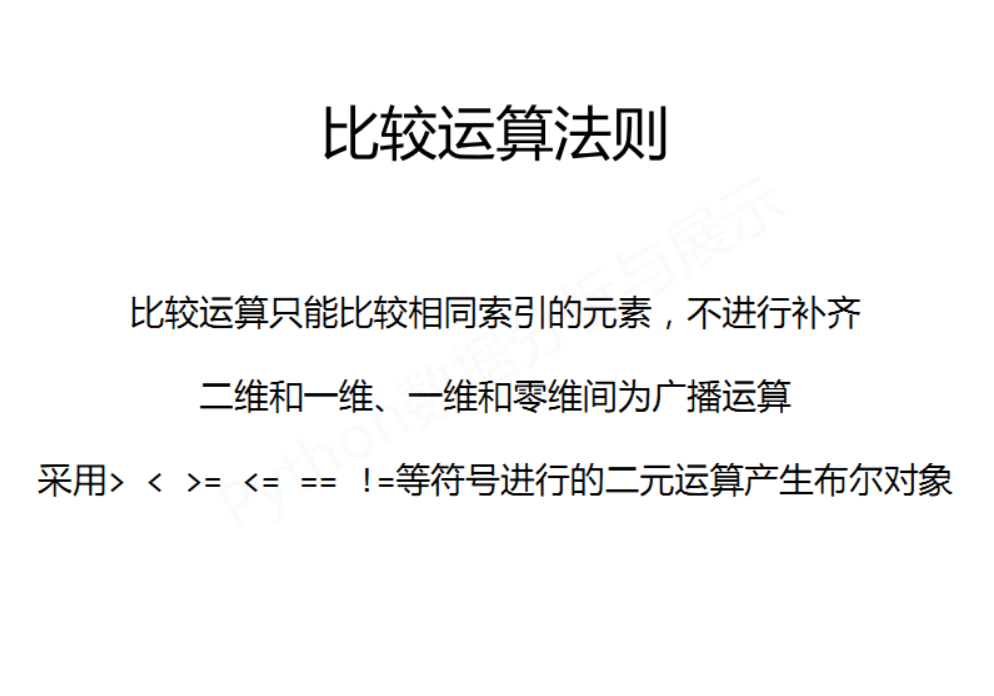 比较运算法则
比较运算只能比较相同索引的元素，不进行补齐
二维和一维、一维和零维间为广播运算
采用> < >= <= == !=等符号进行的二元运算产生布尔对象
Python数据分析与展示